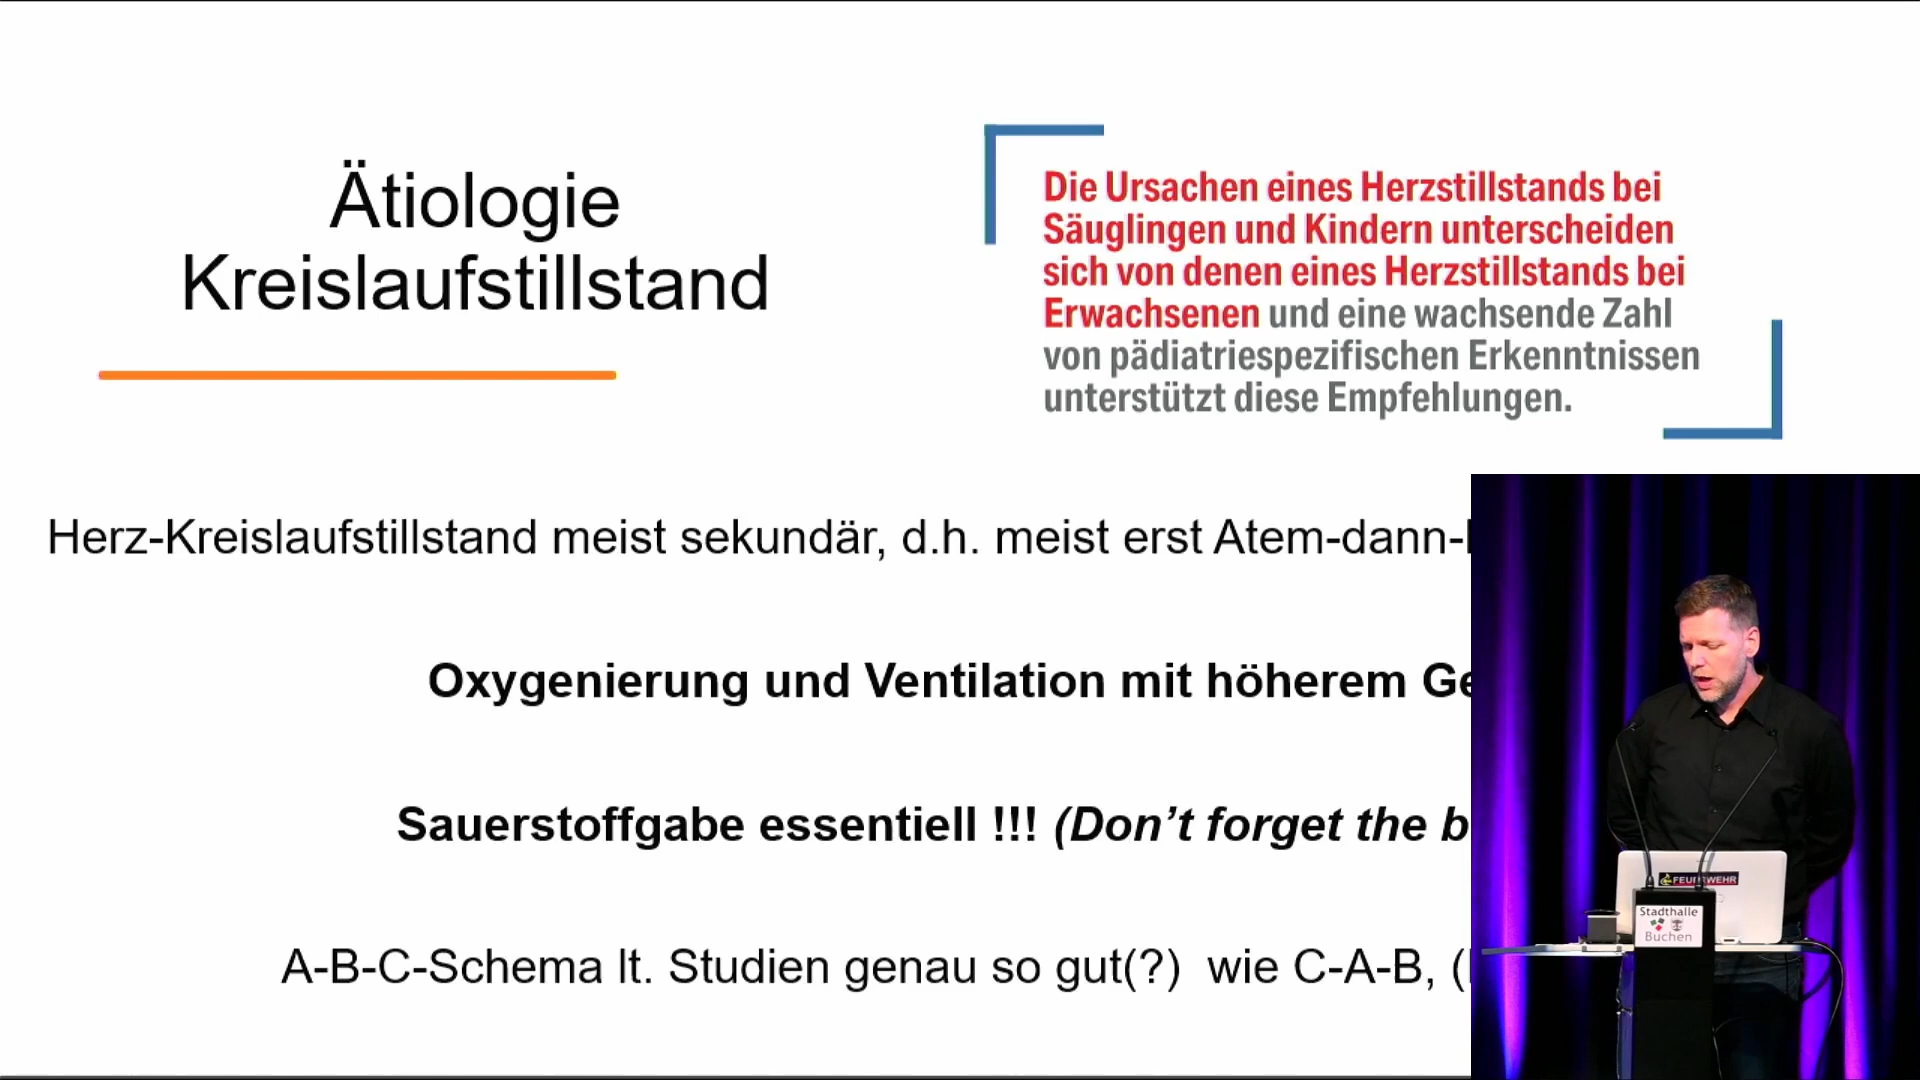 Ätiologie
Kreislaufstillstand
Die Ursachen eines Herzstillstands bei
Säuglingen und Kindern unterscheiden
sich von denen eines Herzstillstands bei
Erwachsenen und eine wachsende Zahl
von pädiatriespezifischen Erkenntnissen
unterstützt diese Empfehlungen.
Herz-Kreislaufstillstand meist sekundär, d.h. meist erst Atem-dann-
Oxygenierung und Ventilation mit höherem
Sauerstoffgabe essentiell !!! (Don't forget the
A-B-C-Schema lt. Studien genau so gut(?) wie C-A-B, (
FEUERWEHR
Stadthalle
Buchen